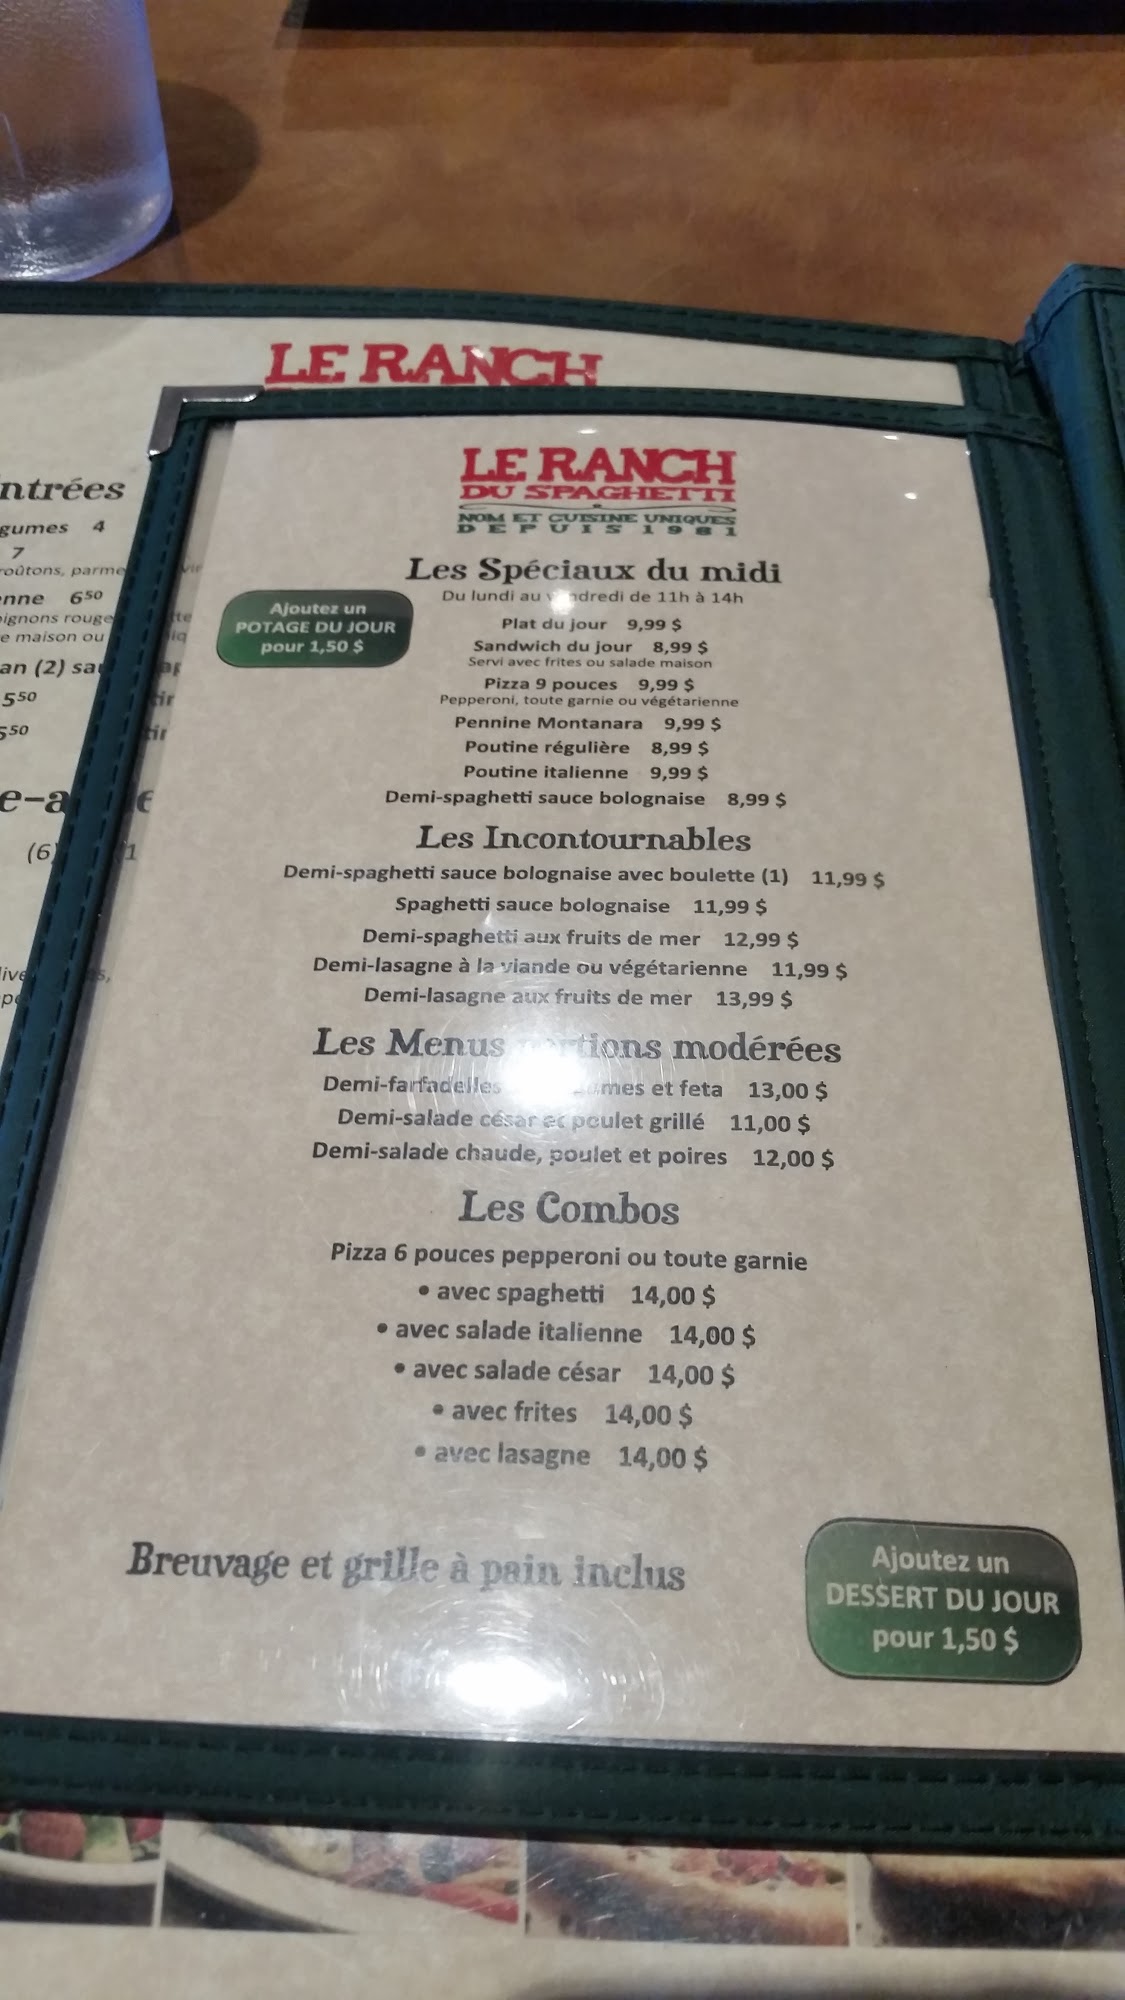 LE RANCH
ntrées
gumes 4
7
roûtons, parme
nne 6⁵⁰
ignons rouge
e maison ou
an (2) sa
5⁵⁰
5⁵⁰
e-a
(6)
LE RANCH
DU SPAGHETTI
NOM ET CUISINE UNIQUES
DEPUIS 1981
Les Spéciaux du midi
Du lundi au vendredi de 11h à 14h
Ajoutez un
POTAGE DU JOUR
pour 1,50 $
Plat du jour 9,99 $
Sandwich du jour 8,99 $
Servi avec frites ou salade maison
Pizza 9 pouces 9,99 $
Pepperoni, toute garnie ou végétarienne
Pennine Montanara 9,99 $
Poutine régulière 8,99 $
Poutine italienne 9,99 $
Demi-spaghetti sauce bolognaise 8,99 $
Les Incontournables
Demi-spaghetti sauce bolognaise avec boulette (1) 11,99 $
Spaghetti sauce bolognaise 11,99 $
Demi-spaghetti aux fruits de mer 12,99 $
Demi-lasagne à la viande ou végétarienne 11,99 $
Demi-lasagne aux fruits de mer 13,99 $
Les Menus portions modérées
Demi-farfadelles et feta 13,00 $
Demi-salade césar et poulet grillé 11,00 $
Demi-salade chaude, poulet et poires 12,00 $
Les Combos
Pizza 6 pouces pepperoni ou toute garnie
• avec spaghetti 14,00 $
• avec salade italienne 14,00 $
• avec salade césar 14,00 $
• avec frites 14,00 $
• avec lasagne 14,00 $
Breuvage et grille à pain inclus
Ajoutez un
DESSERT DU JOUR
pour 1,50 $